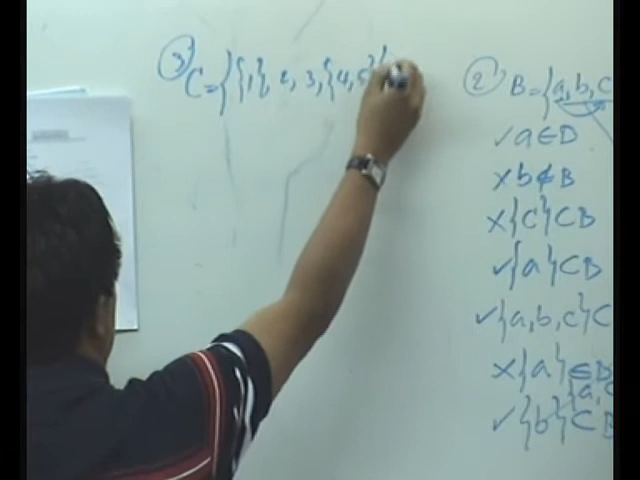 ③ C={{1},2,3,{4,5}
② B={a,b,c
✓a∈D
×b∉B
×{c}⊂B
✓{a}⊂B
✓{a,b,c}⊂
×{a}∈D
{a,
✓{b}⊂B